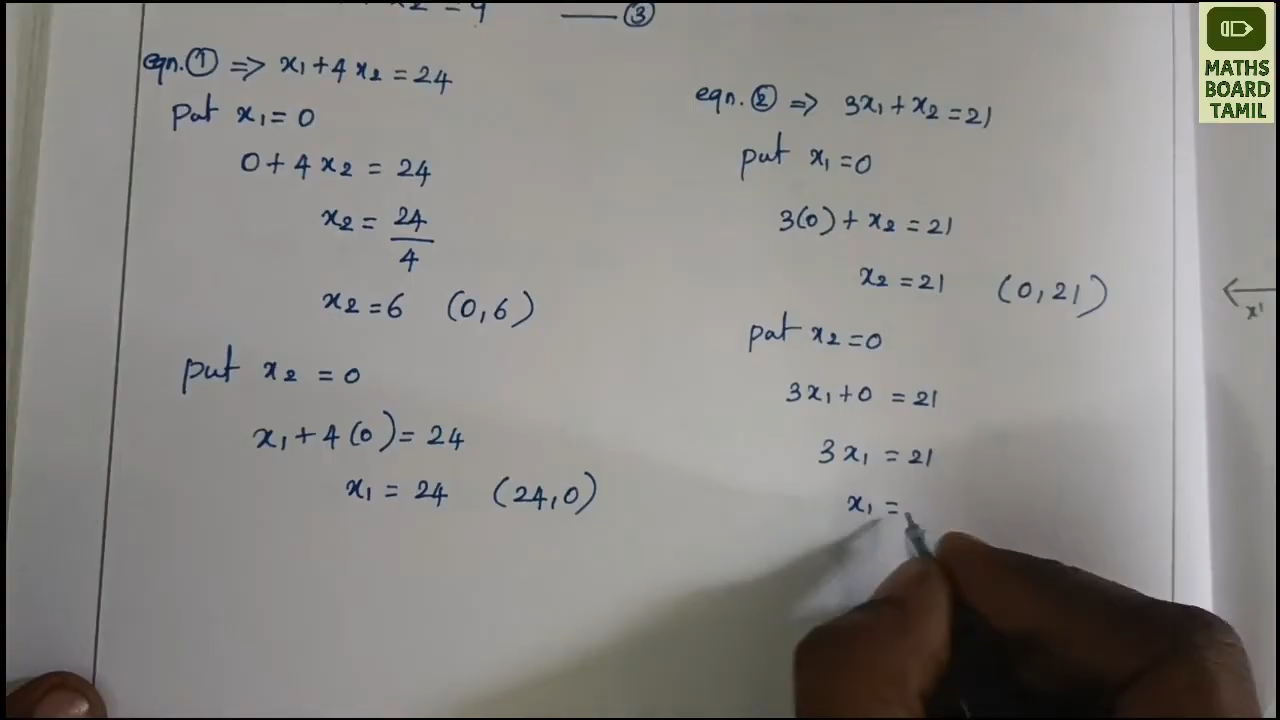 x2 = 9 —— ③
eqn. ① => x1 + 4x2 = 24
put x1 = 0
0 + 4x2 = 24
x2 = 24/4
x2 = 6 (0,6)
put x2 = 0
x1 + 4(0) = 24
x1 = 24 (24,0)
eqn. ② => 3x1 + x2 = 21
put x1 = 0
3(0) + x2 = 21
x2 = 21 (0,21)
put x2 = 0
3x1 + 0 = 21
3x1 = 21
x1 =
x'
MATHS
BOARD
TAMIL